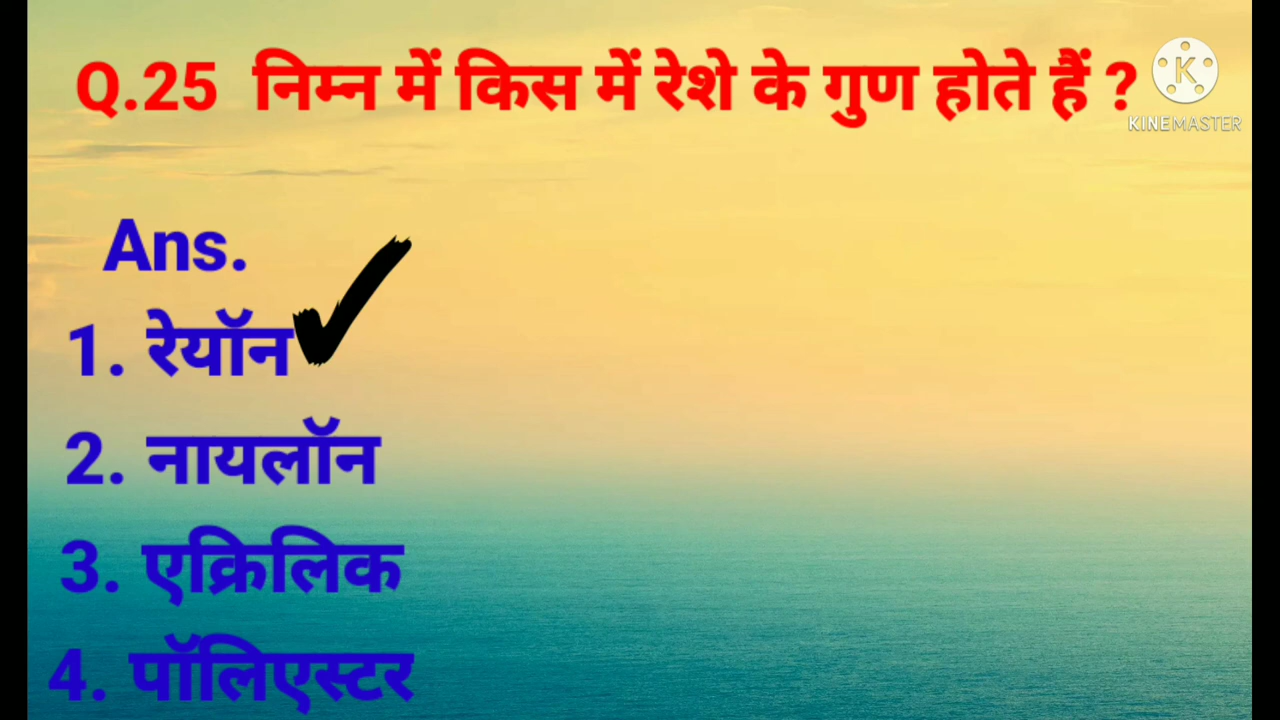 Q.25 निम्न में किस में रेशे के गुण होते हैं ?
KINEMASTER
Ans.
1. रेयॉन
2. नायलॉन
3. एक्रिलिक
4. पॉलिएस्टर